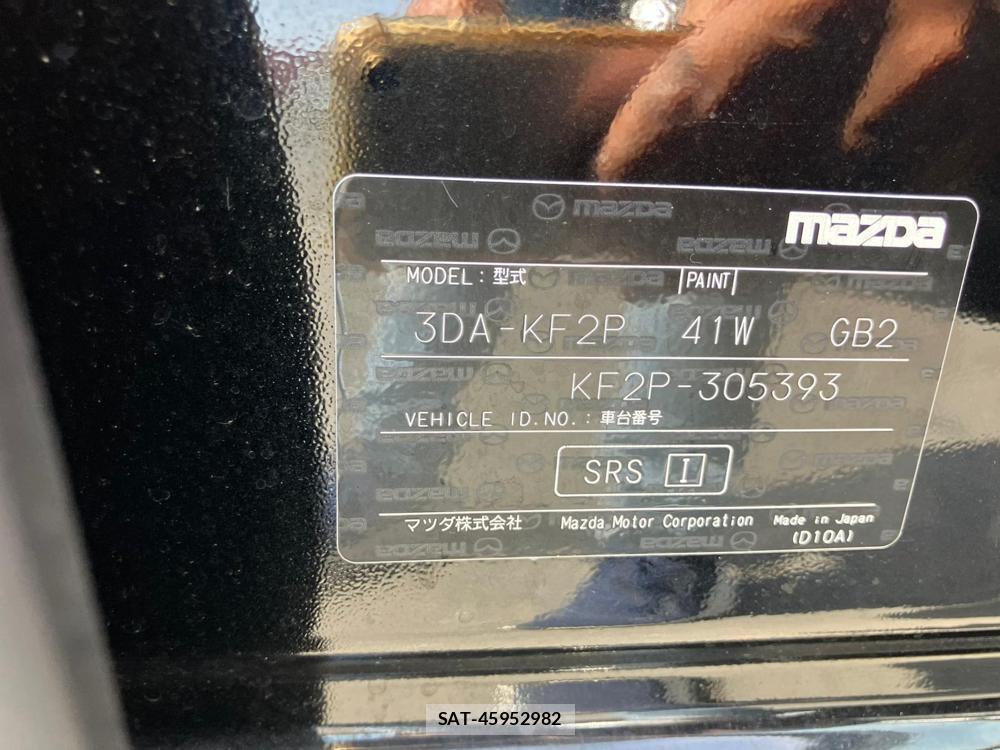 mazda
MODEL : 型式 PAINT
3DA-KF2P 41W GB2
KF2P-305393
VEHICLE ID.NO. : 車台番号
SRS I
マツダ株式会社 Mazda Motor Corporation Made in Japan
(D10A)
SAT-45952982